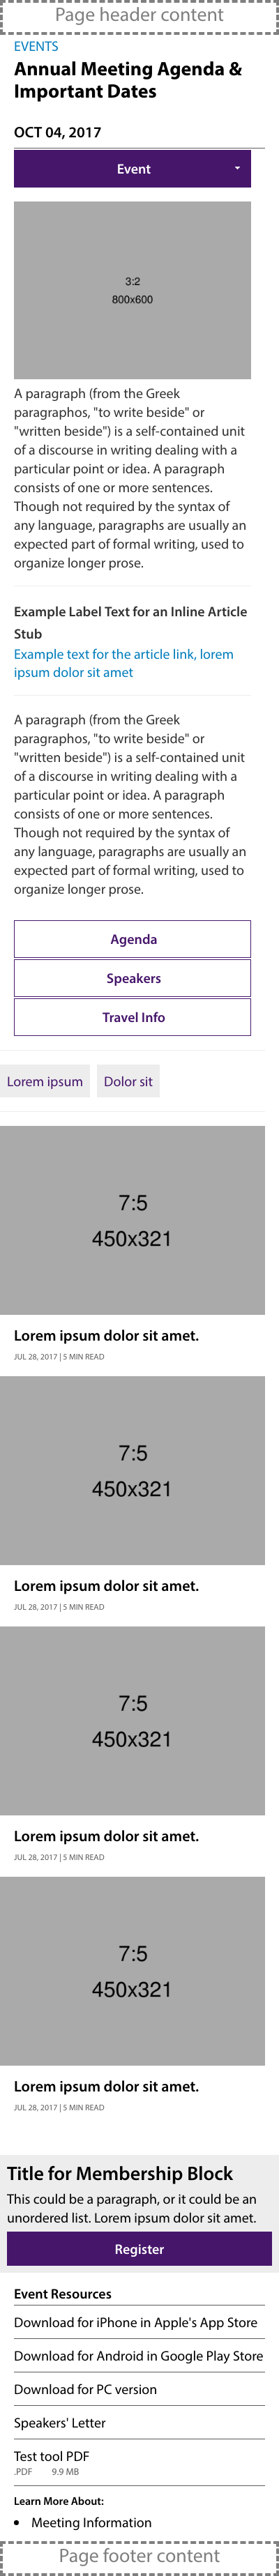 Page header content
EVENTS
Annual Meeting Agenda &
Important Dates
OCT 04, 2017
Event
3:2
800x600
A paragraph (from the Greek
paragraphos, "to write beside" or
"written beside") is a self-contained unit
of a discourse in writing dealing with a
particular point or idea. A paragraph
consists of one or more sentences.
Though not required by the syntax of
any language, paragraphs are usually an
expected part of formal writing, used to
organize longer prose.
Example Label Text for an Inline Article
Stub
Example text for the article link, lorem
ipsum dolor sit amet
A paragraph (from the Greek
paragraphos, "to write beside" or
"written beside") is a self-contained unit
of a discourse in writing dealing with a
particular point or idea. A paragraph
consists of one or more sentences.
Though not required by the syntax of
any language, paragraphs are usually an
expected part of formal writing, used to
organize longer prose.
Agenda
Speakers
Travel Info
Lorem ipsum Dolor sit
7:5
450x321
Lorem ipsum dolor sit amet.
JUL 28, 2017 | 5 MIN READ
7:5
450x321
Lorem ipsum dolor sit amet.
JUL 28, 2017 | 5 MIN READ
7:5
450x321
Lorem ipsum dolor sit amet.
JUL 28, 2017 | 5 MIN READ
7:5
450x321
Lorem ipsum dolor sit amet.
JUL 28, 2017 | 5 MIN READ
Title for Membership Block
This could be a paragraph, or it could be an
unordered list. Lorem ipsum dolor sit amet.
Register
Event Resources
Download for iPhone in Apple's App Store
Download for Android in Google Play Store
Download for PC version
Speakers' Letter
Test tool PDF
.PDF 9.9 MB
Learn More About:
• Meeting Information
Page footer content